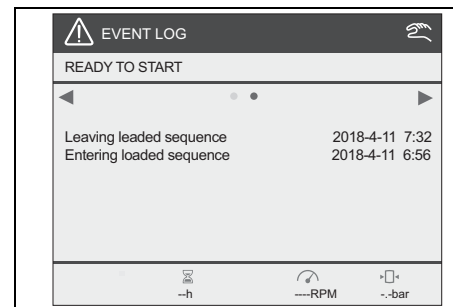 EVENT LOG
READY TO START
Leaving leaded sequence 2018-4-11 7:32
Entering loaded sequence 2018-4-11 6:56
--h ----RPM -.-bar